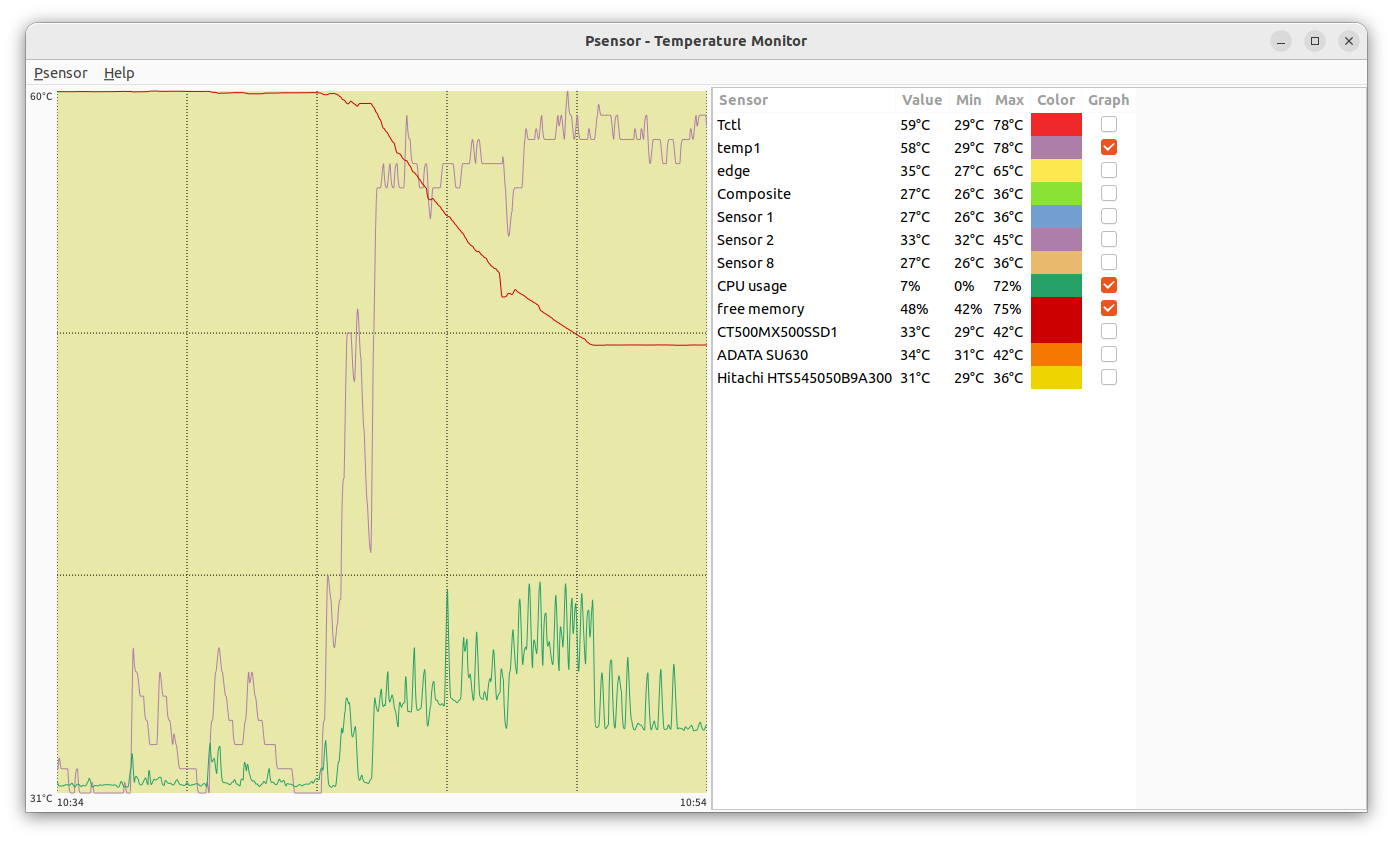 Psensor - Temperature Monitor
Psensor Help
60°C
31°C
10:34
10:54
Sensor Value Min Max Color Graph
Tctl 59°C 29°C 78°C
temp1 58°C 29°C 78°C
edge 35°C 27°C 65°C
Composite 27°C 26°C 36°C
Sensor 1 27°C 26°C 36°C
Sensor 2 33°C 32°C 45°C
Sensor 8 27°C 26°C 36°C
CPU usage 7% 0% 72%
free memory 48% 42% 75%
CT500MX500SSD1 33°C 29°C 42°C
ADATA SU630 34°C 31°C 42°C
Hitachi HTS545050B9A300 31°C 29°C 36°C